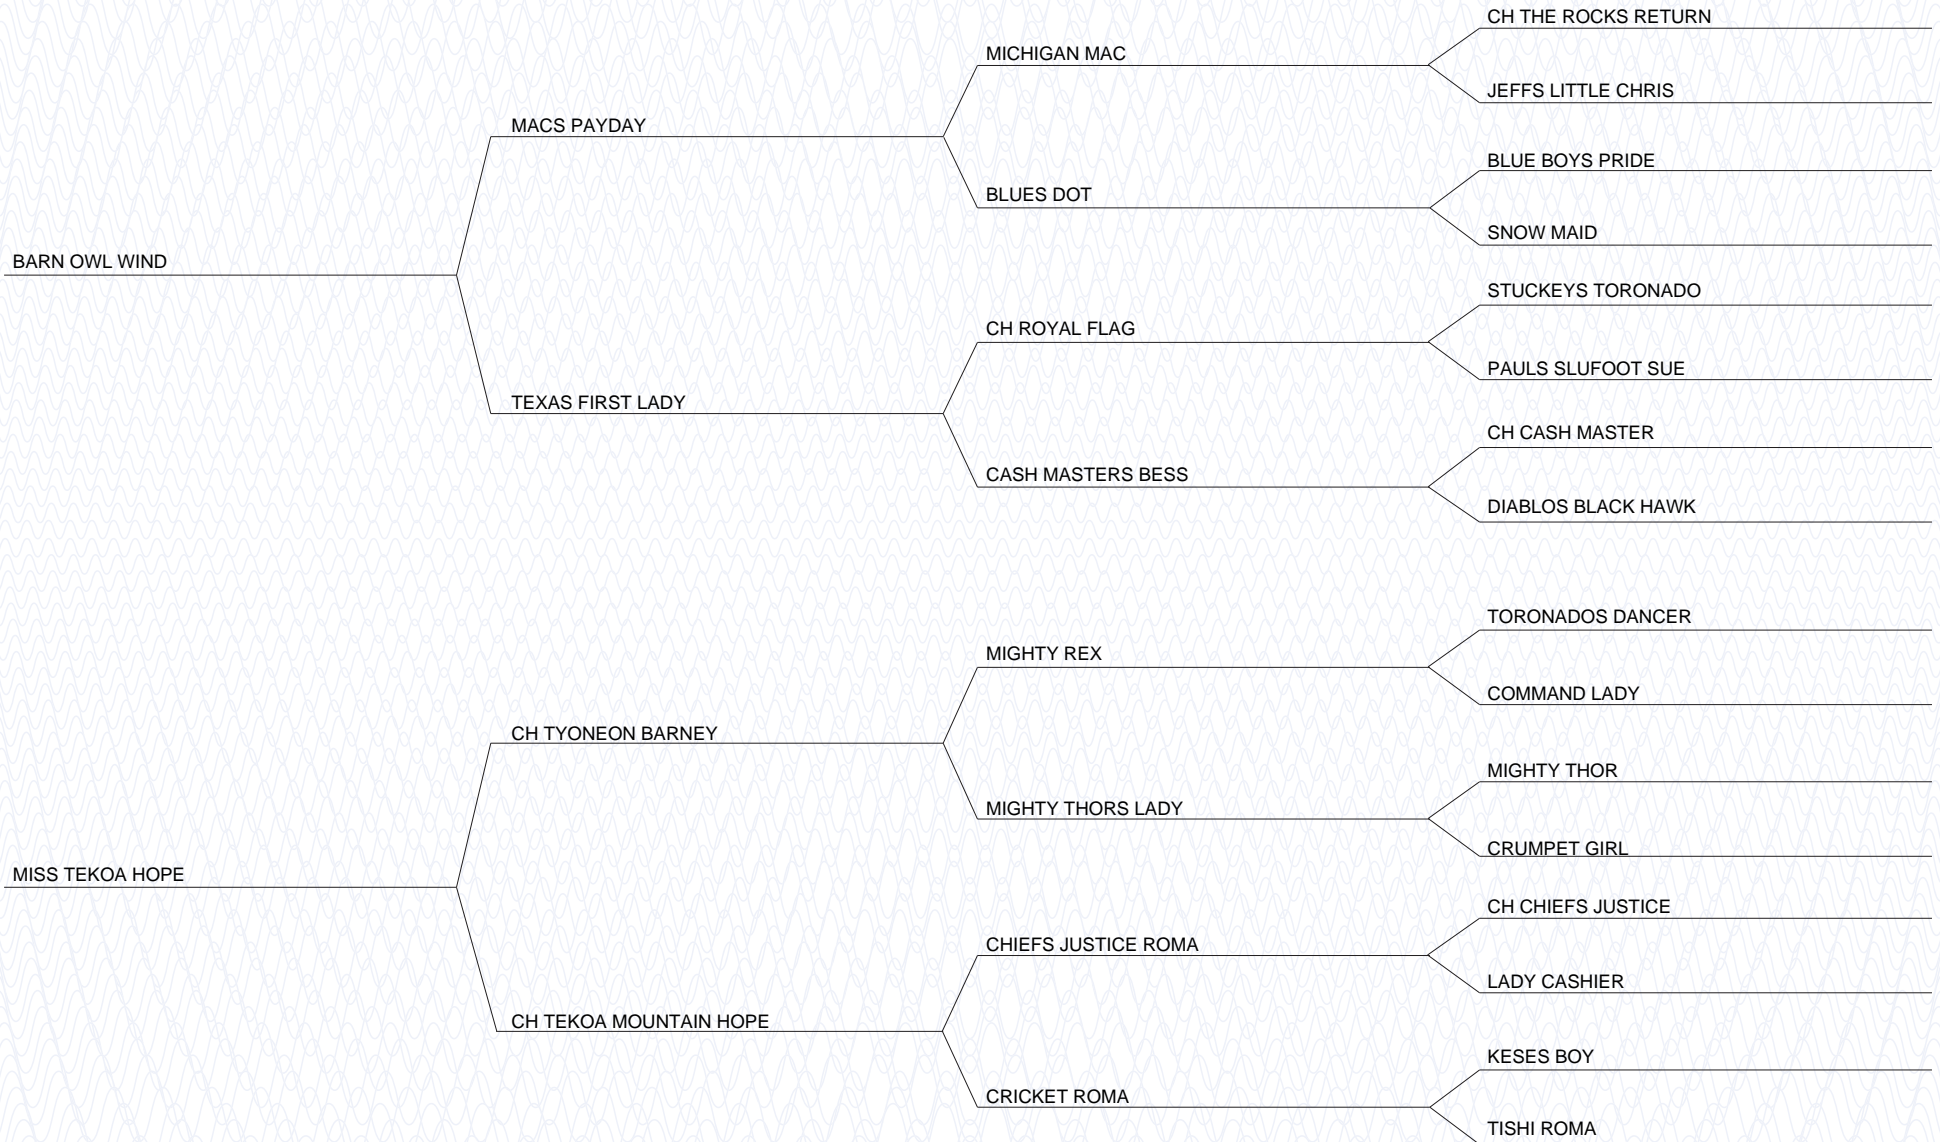 CH THE ROCKS RETURN
MICHIGAN MAC
JEFFS LITTLE CHRIS
MACS PAYDAY
BLUE BOYS PRIDE
BLUES DOT
SNOW MAID
BARN OWL WIND
STUCKEYS TORONADO
CH ROYAL FLAG
PAULS SLUFOOT SUE
TEXAS FIRST LADY
CH CASH MASTER
CASH MASTERS BESS
DIABLOS BLACK HAWK
TORONADOS DANCER
MIGHTY REX
COMMAND LADY
CH TYONEON BARNEY
MIGHTY THOR
MIGHTY THORS LADY
CRUMPET GIRL
MISS TEKOA HOPE
CH CHIEFS JUSTICE
CHIEFS JUSTICE ROMA
LADY CASHIER
CH TEKOA MOUNTAIN HOPE
KESES BOY
CRICKET ROMA
TISHI ROMA